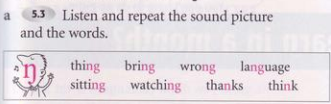 a 5.3 Listen and repeat the sound picture
and the words.
ŋ
thing bring wrong language
sitting watching thanks think